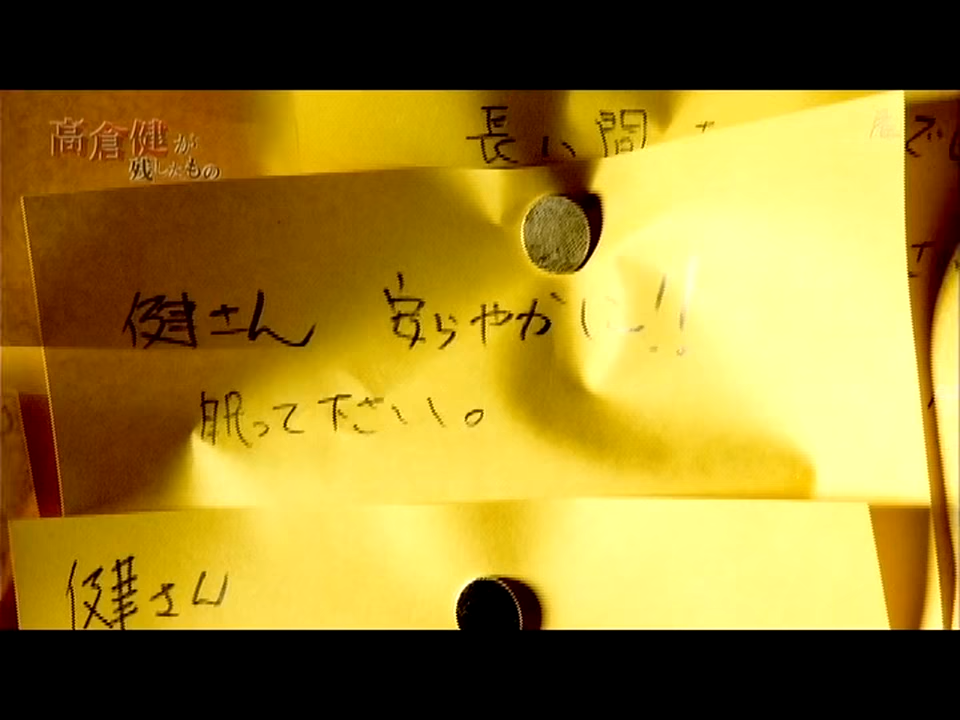 高倉健が
残したもの
長い間
健さん 安らやかに!!
眠って下さい。
健さん